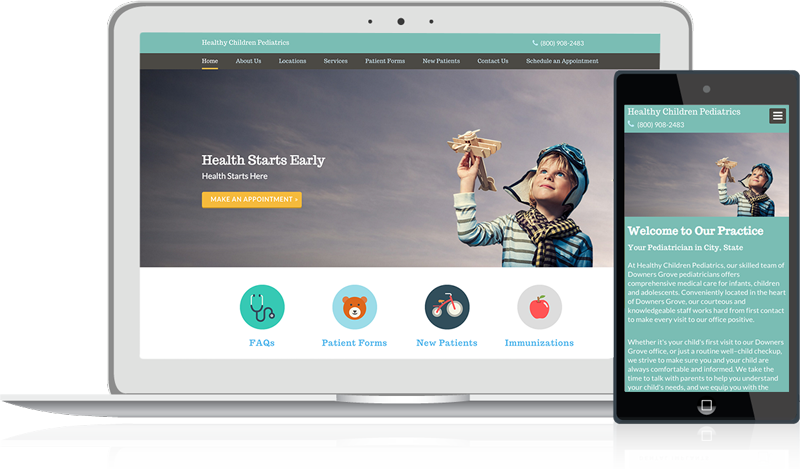 Healthy Children Pediatrics (800) 908-2483
Home About Us Locations Services Patient Forms New Patients Contact Us Schedule an Appointment
Health Starts Early
Health Starts Here
MAKE AN APPOINTMENT >
FAQs Patient Forms New Patients Immunizations
Healthy Children Pediatrics
(800) 908-2483
Welcome to Our Practice
Your Pediatrician in City, State
At Healthy Children Pediatrics, our skilled team of
Downers Grove pediatricians offers
comprehensive medical care for infants, children
and adolescents. Conveniently located in the heart
of Downers Grove, our courteous and
knowledgeable staff works hard from first contact
to make every visit to our office positive.
Whether it's your child's first visit to our Downers
Grove office, or just a routine well-child checkup,
we strive to make sure you and your child are
always comfortable and informed. We take the
time to talk with parents to help you understand
your child's needs, and we equip you with the